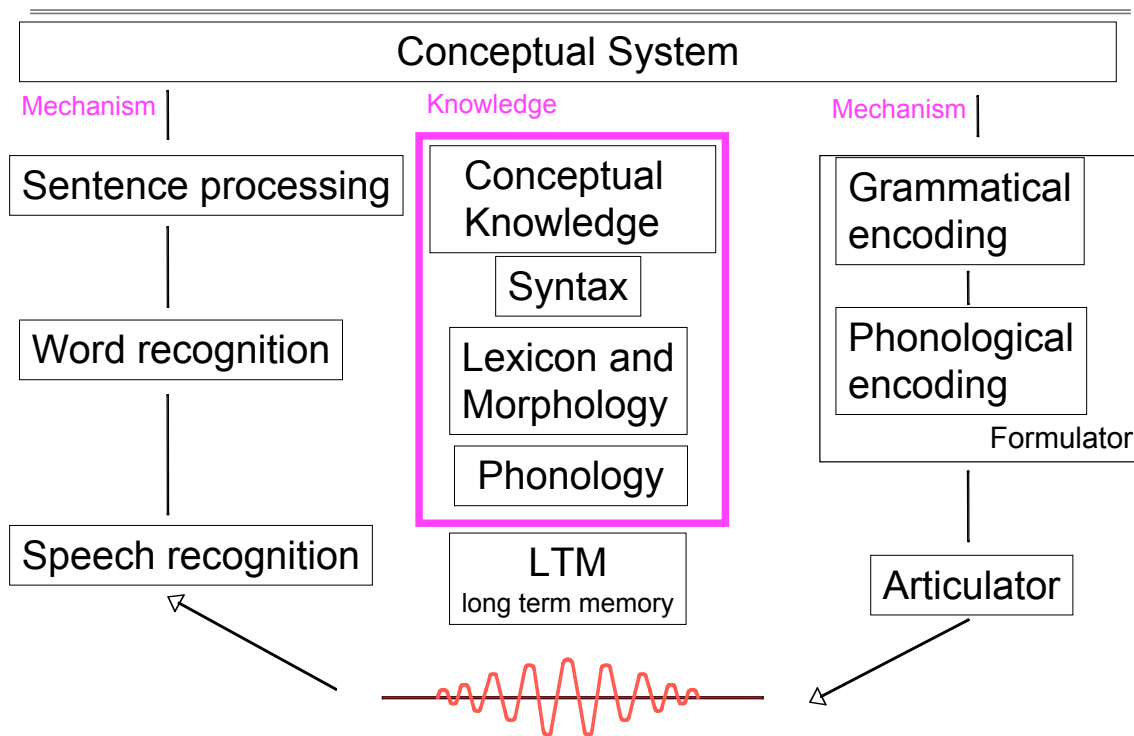 Conceptual System
Mechanism
Knowledge
Mechanism
Sentence processing
Word recognition
Speech recognition
Conceptual
Knowledge
Syntax
Lexicon and
Morphology
Phonology
LTM
long term memory
Grammatical
encoding
Phonological
encoding
Formulator
Articulator